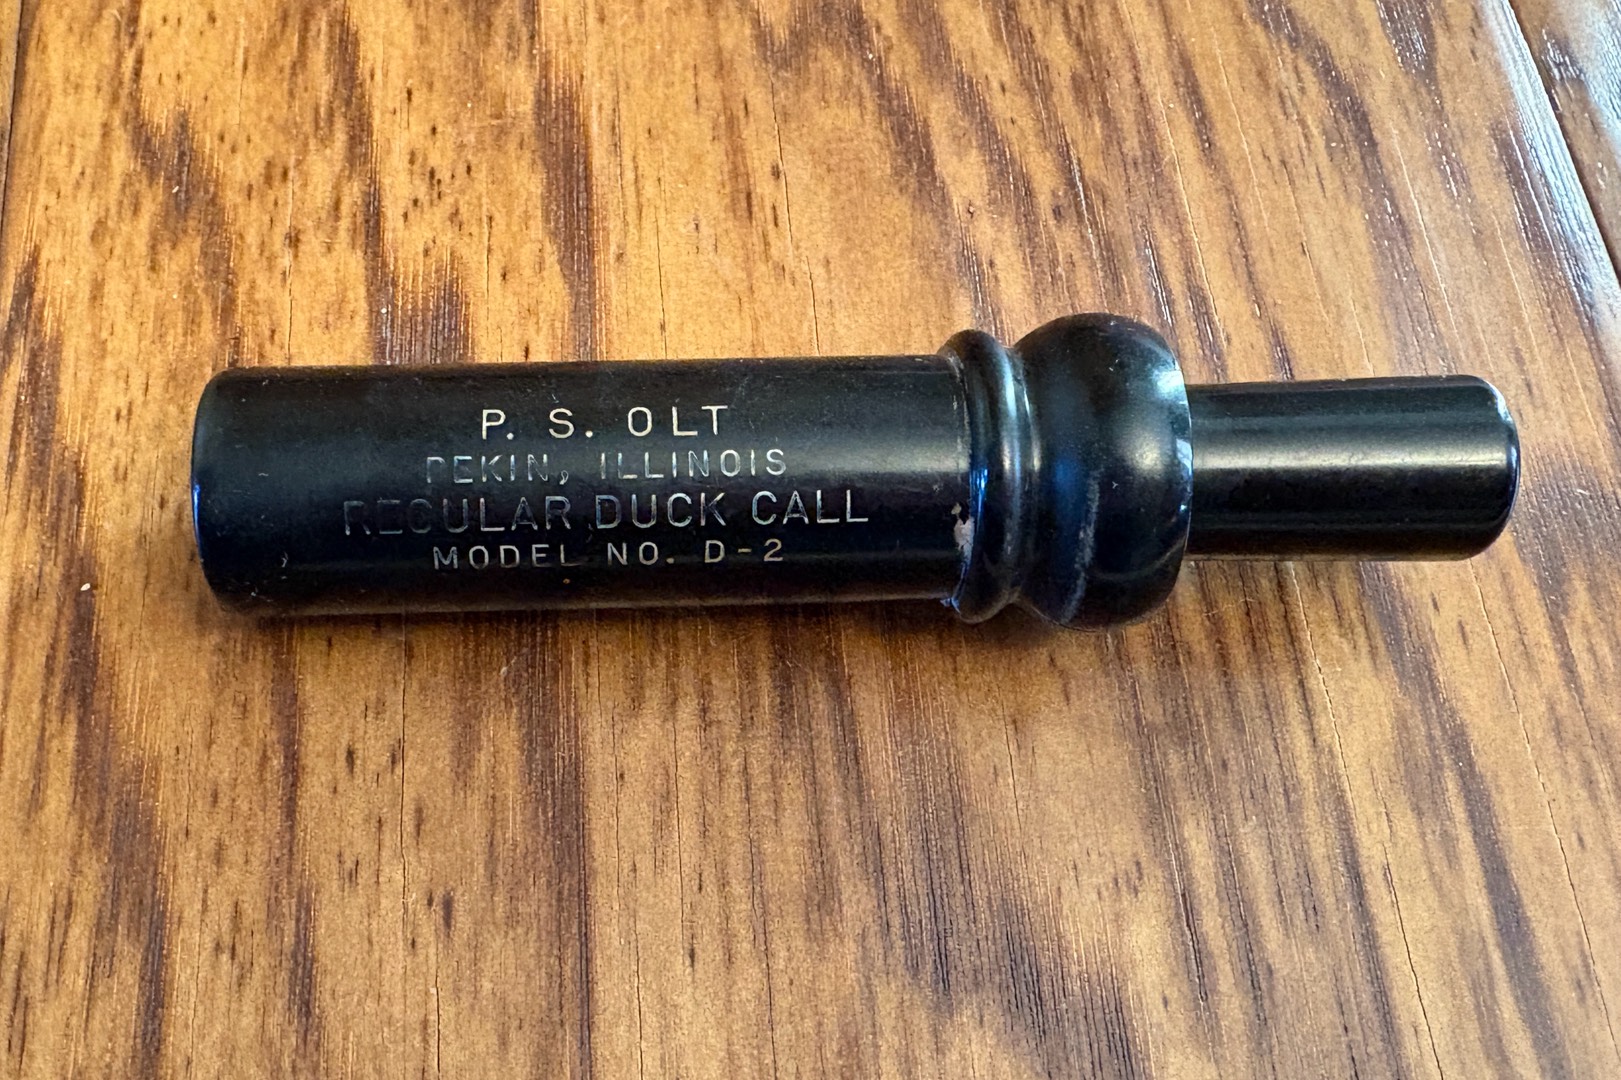 P. S. OLT
PEKIN, ILLINOIS
REGULAR DUCK CALL
MODEL NO. D-2